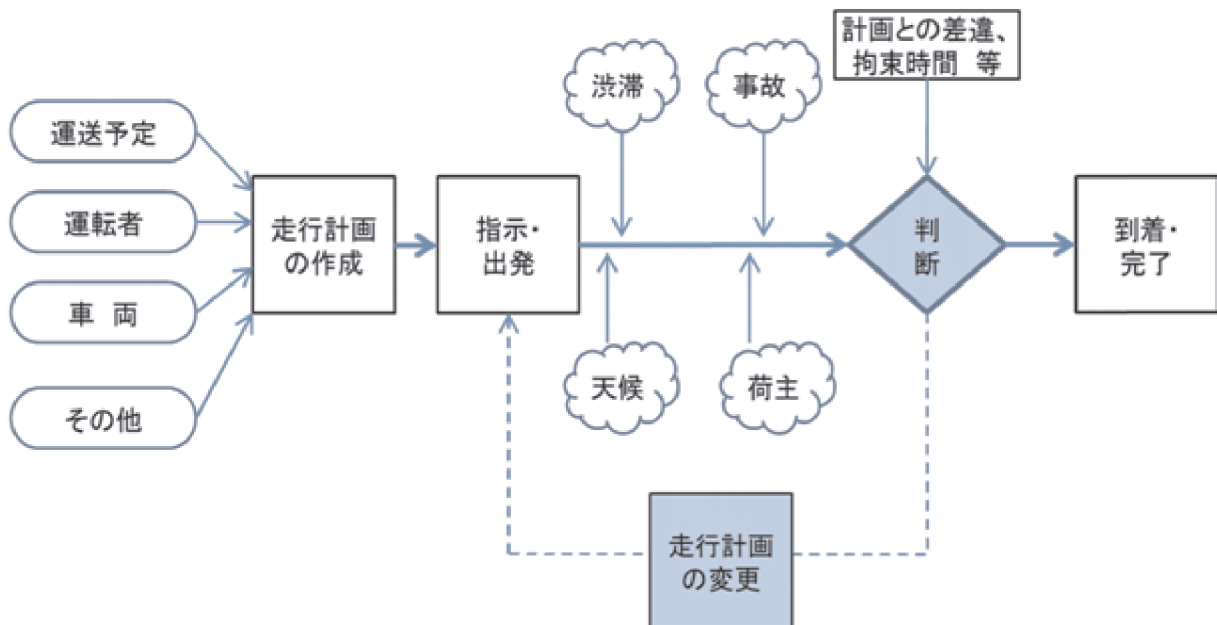 計画との差違、
拘束時間 等
渋滞
事故
運送予定
運転者
車 両
その他
走行計画
の作成
指示・
出発
判
断
到着・
完了
天候
荷主
走行計画
の変更